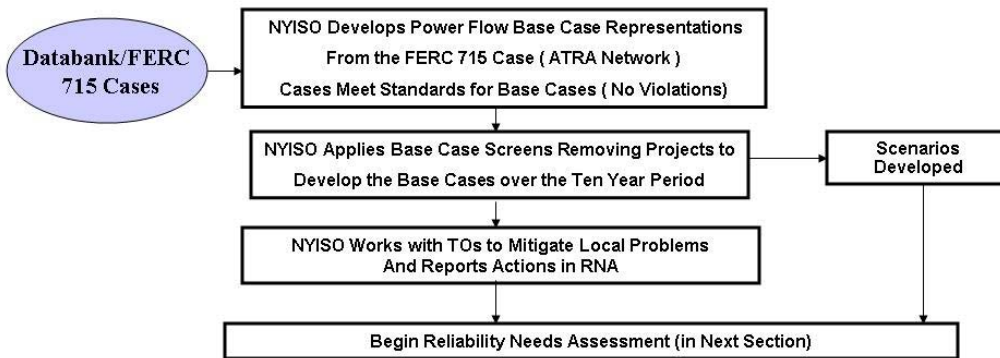 Databank/FERC
715 Cases
NYISO Develops Power Flow Base Case Representations
From the FERC 715 Case ( ATRA Network )
Cases Meet Standards for Base Cases ( No Violations)
NYISO Applies Base Case Screens Removing Projects to
Develop the Base Cases over the Ten Year Period
Scenarios
Developed
NYISO Works with TOs to Mitigate Local Problems
And Reports Actions in RNA
Begin Reliability Needs Assessment (in Next Section)